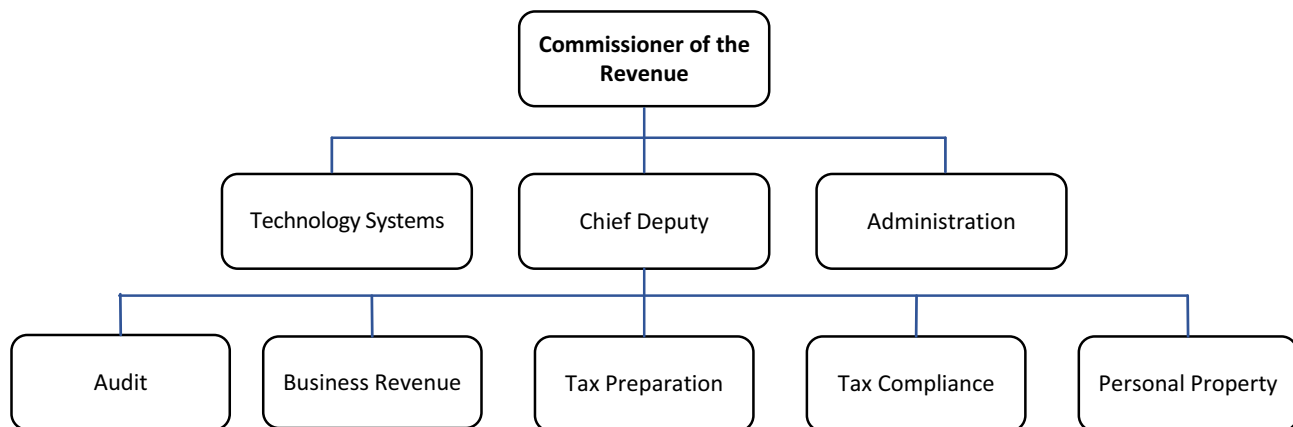 Commissioner of the
Revenue
Technology Systems
Chief Deputy
Administration
Audit
Business Revenue
Tax Preparation
Tax Compliance
Personal Property